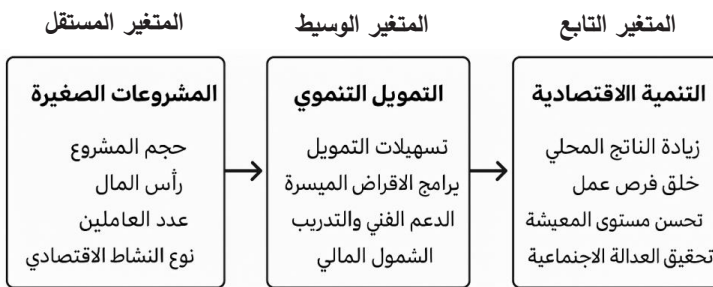 المتغير المستقل
المتغير الوسيط
المتغير التابع
المشروعات الصغيرة
حجم المشروع
رأس المال
عدد العاملين
نوع النشاط الاقتصادي
التمويل التنموي
تسهيلات التمويل
برامج الاقراض الميسرة
الدعم الفني والتدريب
الشمول المالي
التنمية االاقتصادية
زيادة الناتج المحلي
خلق فرص عمل
تحسن مستوى المعيشة
تحقيق العدالة الاجنماعية